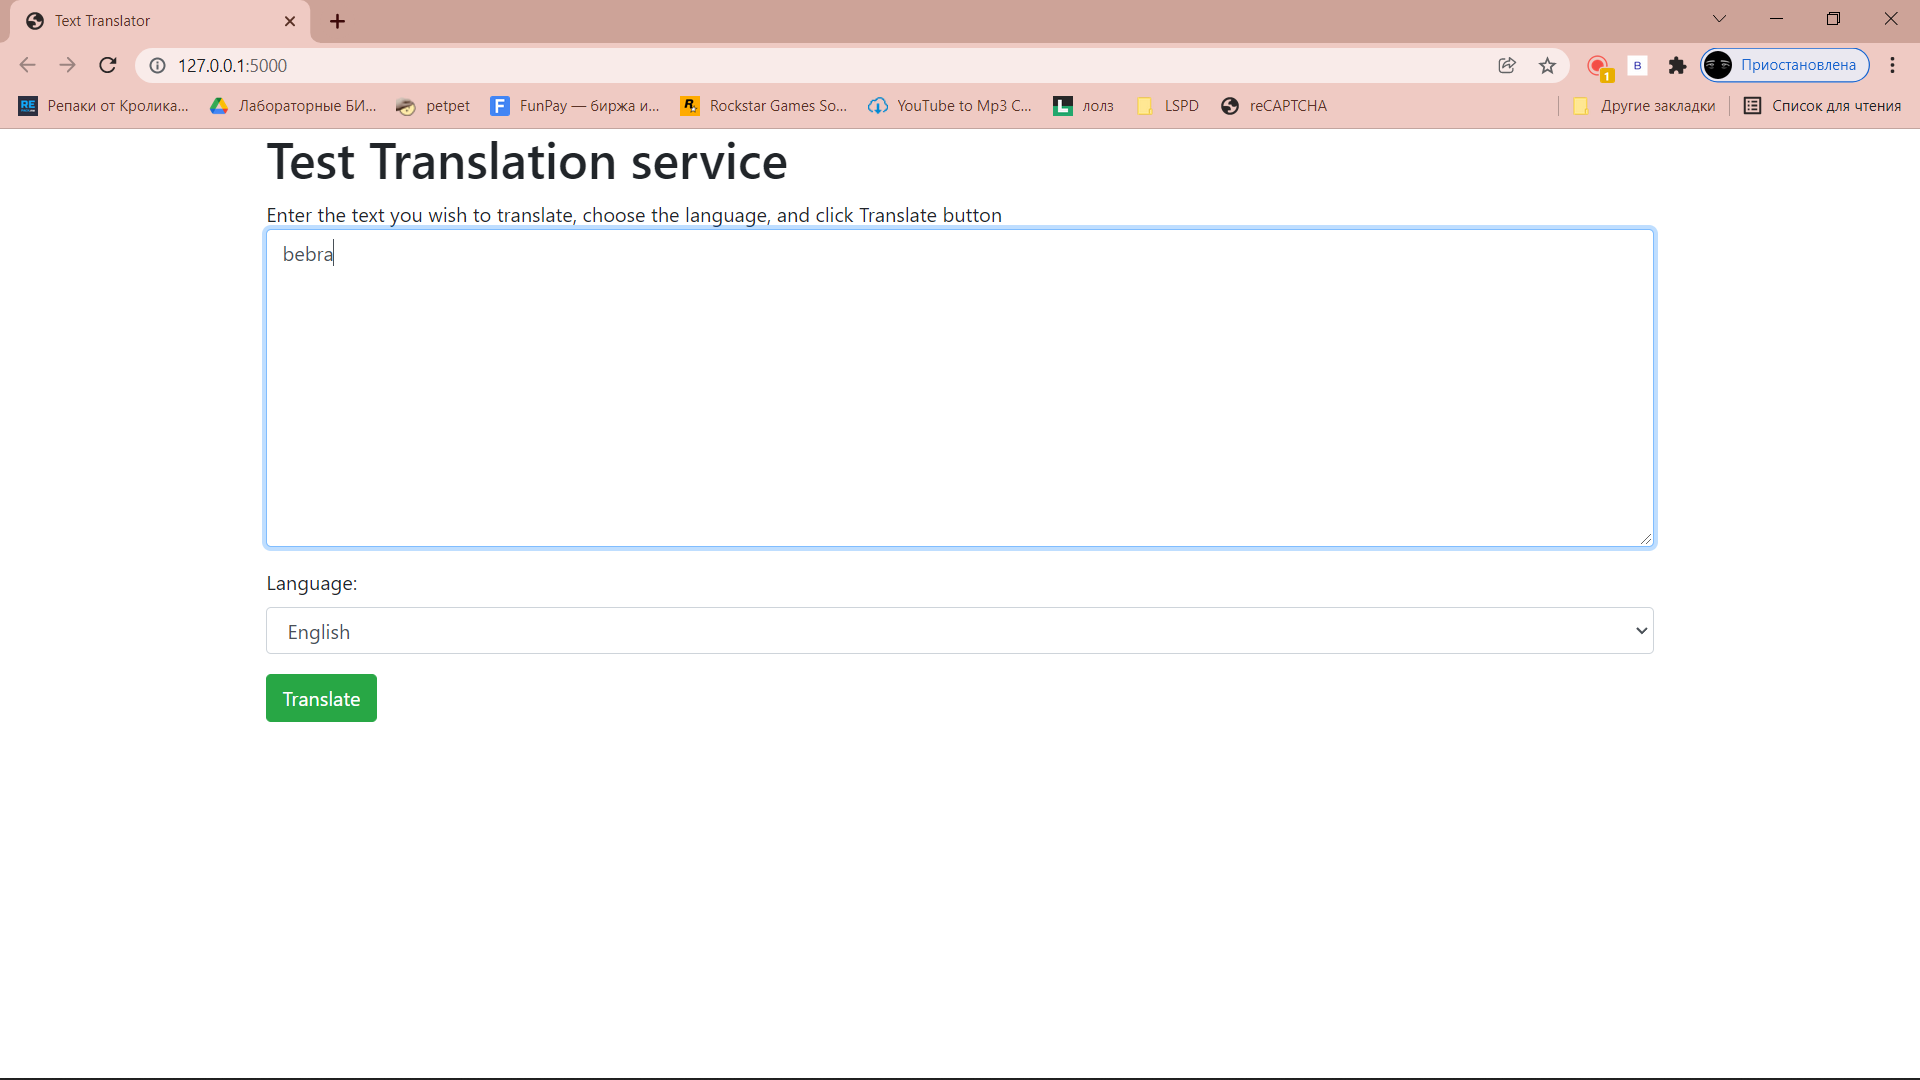 Text Translator
127.0.0.1:5000
1
B
Приостановлена
RE Репаки от Кролика...
Лабораторные БИ...
petpet
F FunPay — биржа и...
R Rockstar Games So...
YouTube to Mp3 C...
L лолз
LSPD
reCAPTCHA
Другие закладки
Список для чтения
Test Translation service
Enter the text you wish to translate, choose the language, and click Translate button
bebra
Language:
English
Translate